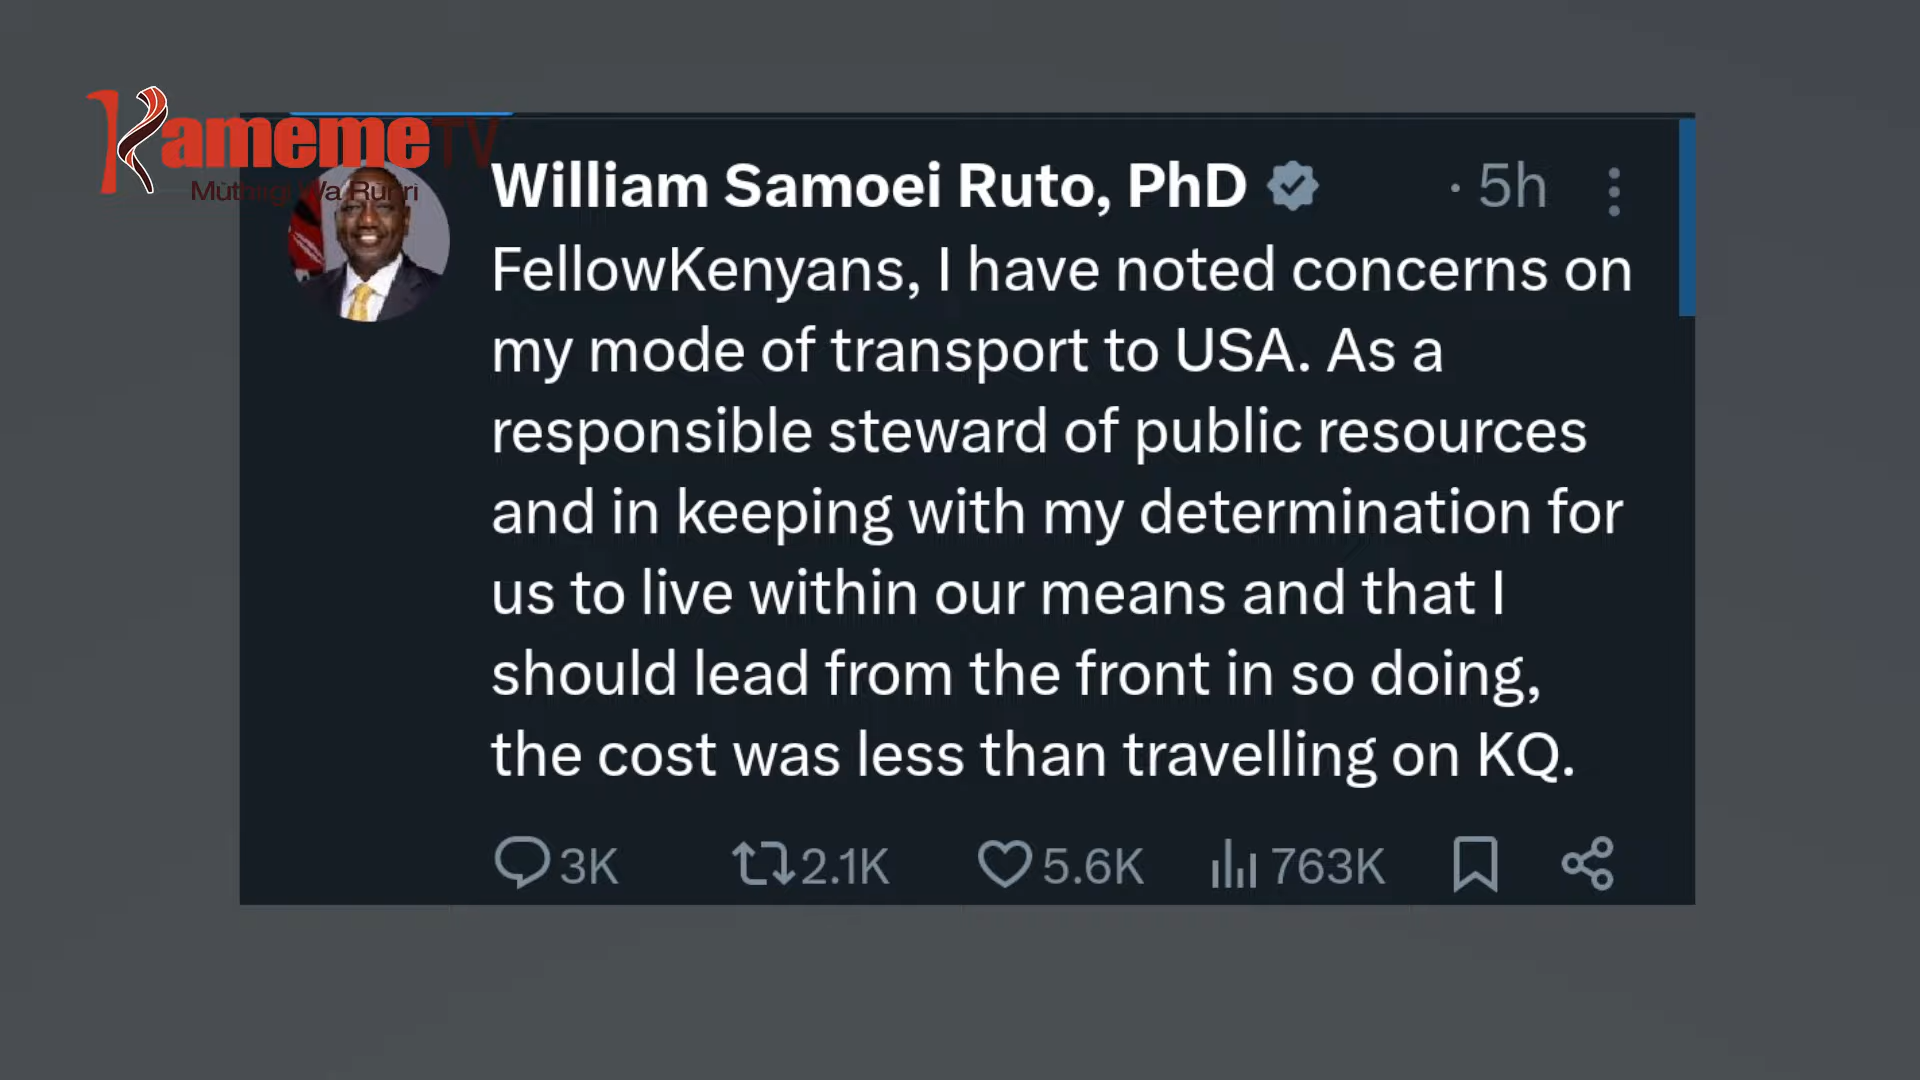 Kameme TV
Mũthingi Wa Rũrĩrĩ
William Samoei Ruto, PhD · 5h
FellowKenyans, I have noted concerns on
my mode of transport to USA. As a
responsible steward of public resources
and in keeping with my determination for
us to live within our means and that I
should lead from the front in so doing,
the cost was less than travelling on KQ.
3K 2.1K 5.6K 763K